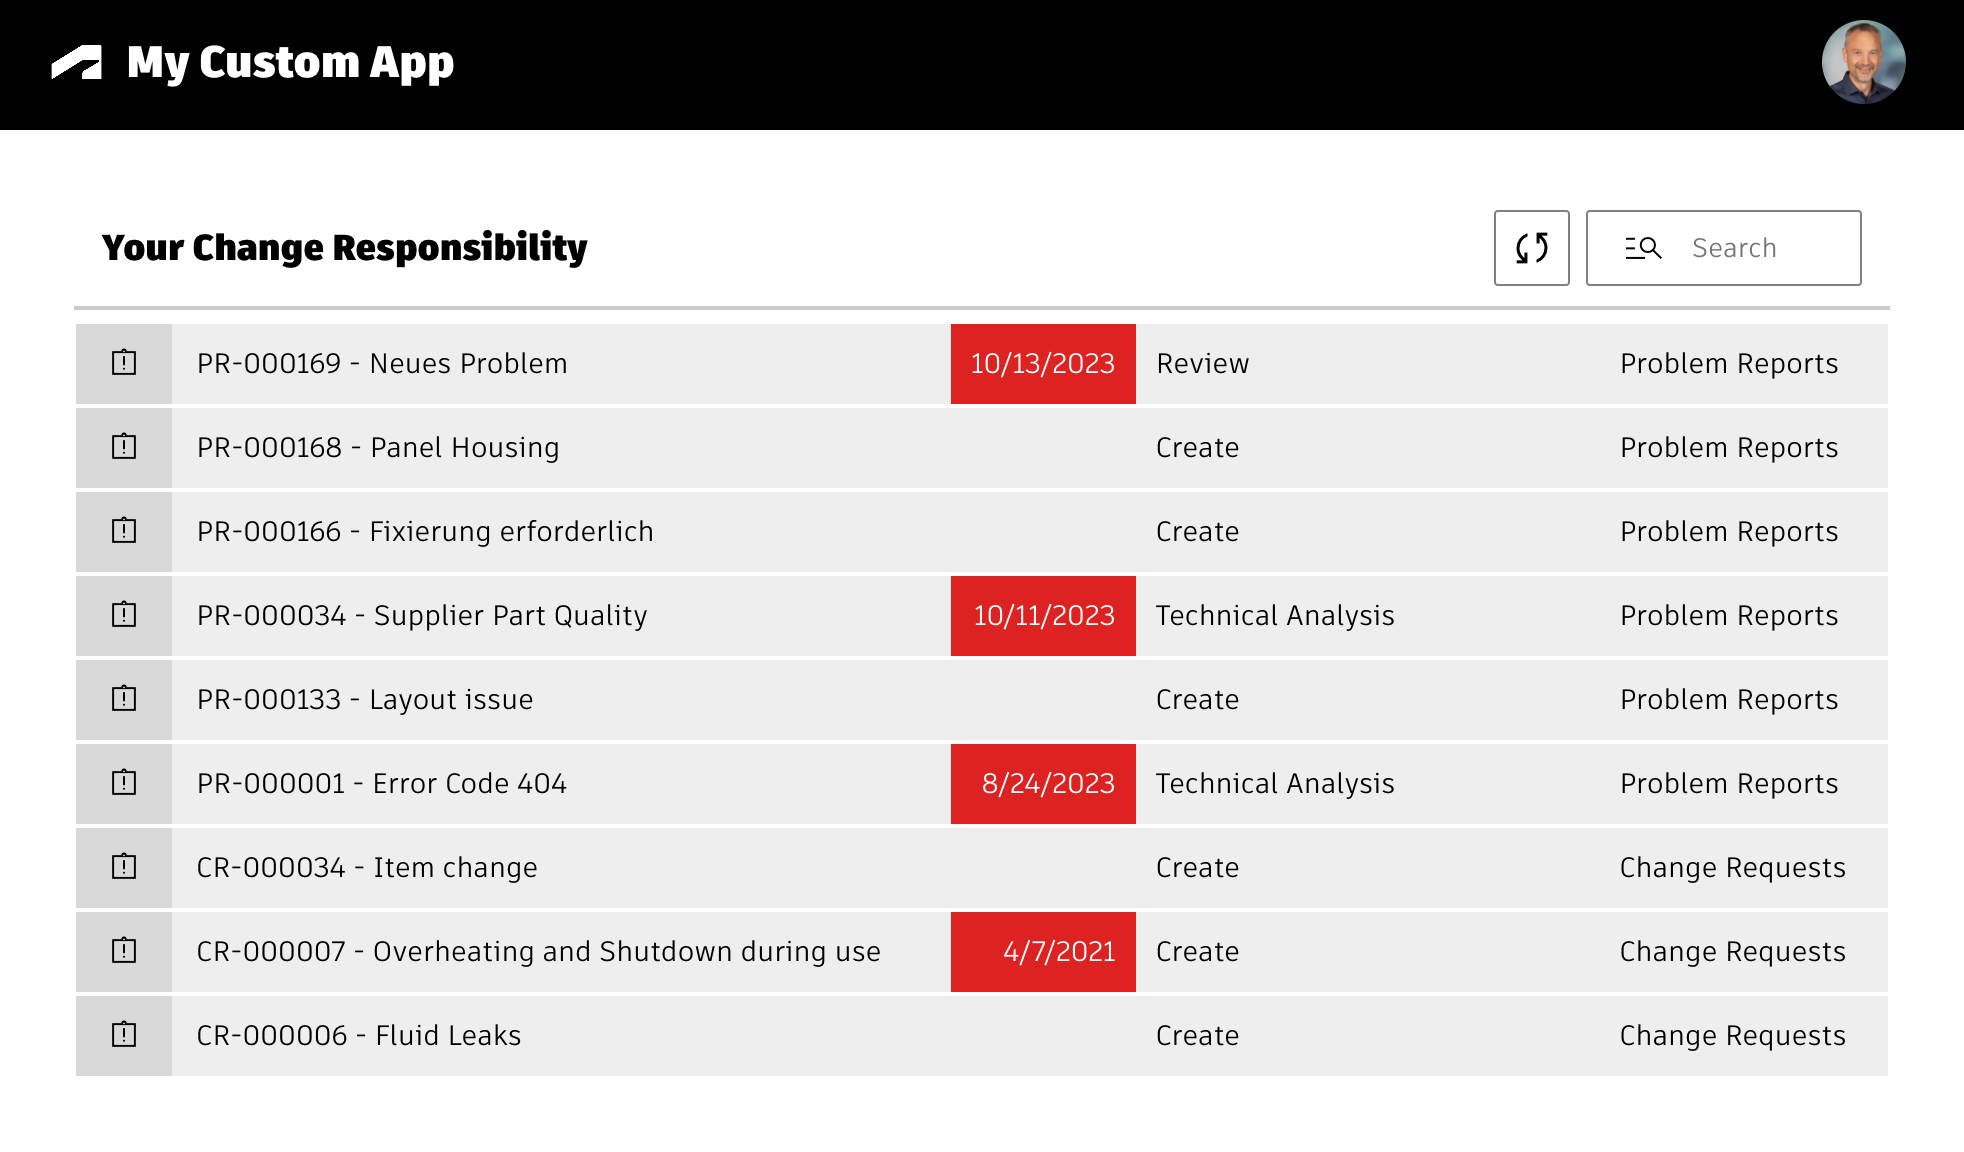 My Custom App
Your Change Responsibility
Search
PR-000169 - Neues Problem 10/13/2023 Review Problem Reports
PR-000168 - Panel Housing Create Problem Reports
PR-000166 - Fixierung erforderlich Create Problem Reports
PR-000034 - Supplier Part Quality 10/11/2023 Technical Analysis Problem Reports
PR-000133 - Layout issue Create Problem Reports
PR-000001 - Error Code 404 8/24/2023 Technical Analysis Problem Reports
CR-000034 - Item change Create Change Requests
CR-000007 - Overheating and Shutdown during use 4/7/2021 Create Change Requests
CR-000006 - Fluid Leaks Create Change Requests